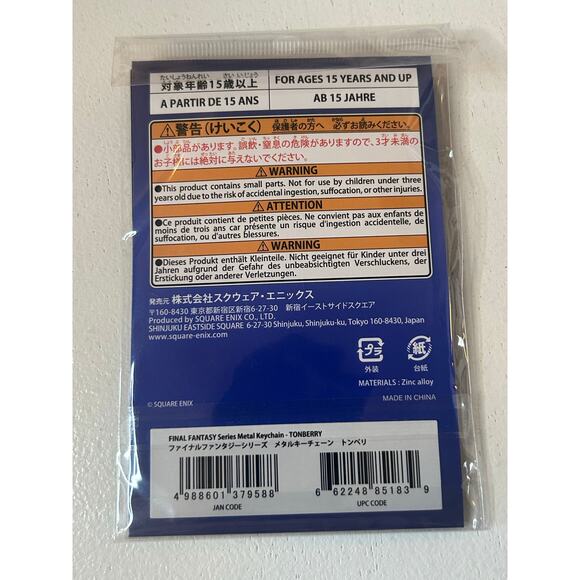 たいしょうねんれい さい いじょう
対象年齢15歳以上
FOR AGES 15 YEARS AND UP
A PARTIR DE 15 ANS
AB 15 JAHRE
⚠警告(けいこく) 保護者の方へ 必ずお読みください。
●小部品があります。誤飲・窒息の危険がありますので、3才未満の
お子様には絶対に与えないでください。
⚠WARNING
●This product contains small parts. Not for use by children under three
years old due to the risk of accidental ingestion, suffocation, or other injuries.
⚠ATTENTION
●Ce produit contient de petites pièces. Ne convient pas aux enfants de
moins de trois ans car présente un risque d'ingestion accidentelle, de
suffocation, ou d'autres blessures.
⚠WARNUNG
●Dieses Produkt enthält Kleinteile. Nicht geeignet für Kinder unter drei
Jahren aufgrund der Gefahr des unbeabsichtigten Verschluckens, der
Erstickung oder anderer Verletzungen.
発売元 株式会社スクウェア・エニックス
〒160-8430 東京都新宿区新宿6-27-30 新宿イーストサイドスクエア
Produced by SQUARE ENIX CO., LTD.
SHINJUKU EASTSIDE SQUARE 6-27-30 Shinjuku, Shinjuku-ku, Tokyo 160-8430, Japan
www.square-enix.com
プラ
外装
紙
台紙
MATERIALS : Zinc alloy
© SQUARE ENIX
MADE IN CHINA
FINAL FANTASY Series Metal Keychain - TONBERRY
ファイナルファンタジーシリーズ メタルキーチェーン トンベリ
4 988601 379588
JAN CODE
6 62248 85183 9
UPC CODE